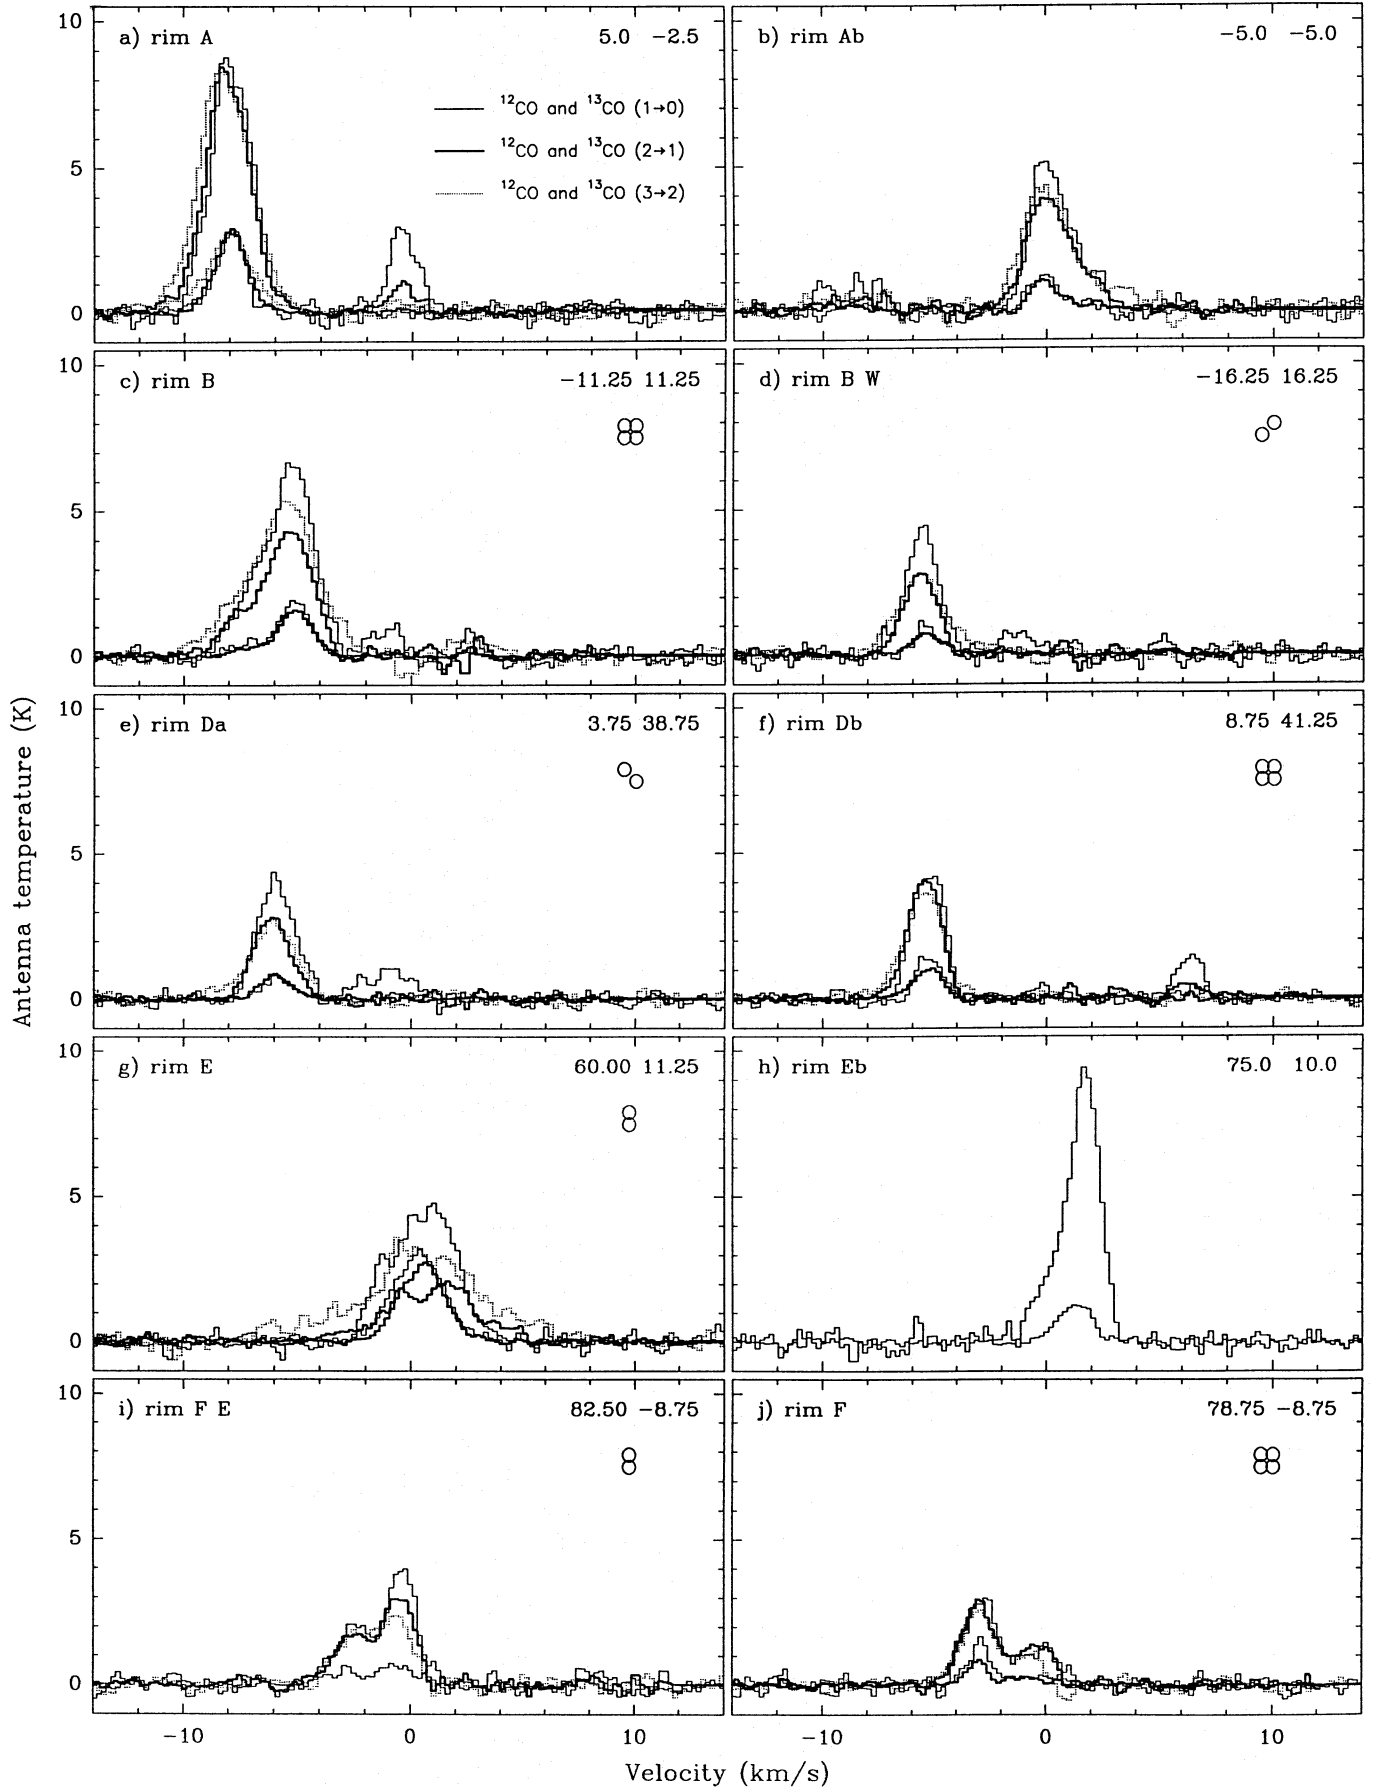 a) rim A 5.0 −2.5
¹²CO and ¹³CO (1→0)
¹²CO and ¹³CO (2→1)
¹²CO and ¹³CO (3→2)
b) rim Ab −5.0 −5.0
c) rim B −11.25 11.25
d) rim B W −16.25 16.25
e) rim Da 3.75 38.75
f) rim Db 8.75 41.25
g) rim E 60.00 11.25
h) rim Eb 75.0 10.0
i) rim F E 82.50 −8.75
j) rim F 78.75 −8.75
10
5
0
10
5
0
10
5
0
10
5
0
10
5
0
Antenna temperature (K)
−10 0 10 −10 0 10
Velocity (km/s)